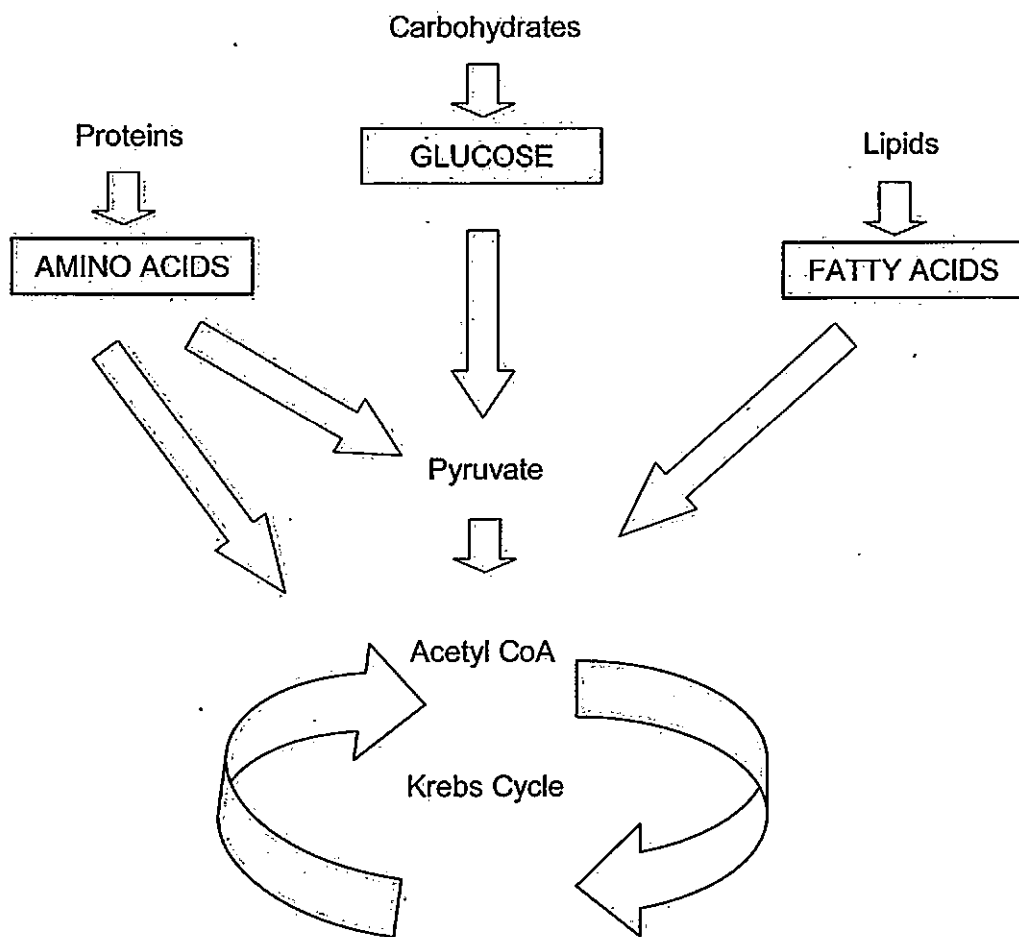 Carbohydrates
Proteins
GLUCOSE
Lipids
AMINO ACIDS
FATTY ACIDS
Pyruvate
Acetyl CoA
Krebs Cycle